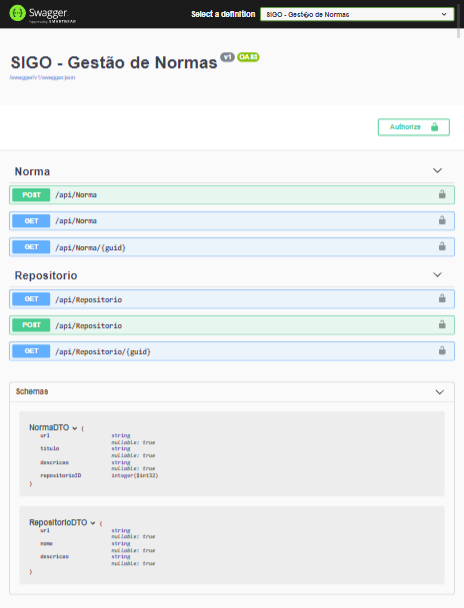 Swagger
Supported by SMARTBEAR
Select a definition
SIGO - Gestão de Normas
SIGO - Gestão de Normas v1 OAS3
/swagger/v1/swagger.json
Authorize
Norma
POST /api/Norma
GET /api/Norma
GET /api/Norma/{guid}
Repositorio
GET /api/Repositorio
POST /api/Repositorio
GET /api/Repositorio/{guid}
Schemas
NormaDTO {
url string
nullable: true
titulo string
nullable: true
descricao string
nullable: true
repositorioID integer($int32)
}
RepositorioDTO {
url string
nullable: true
nome string
nullable: true
descricao string
nullable: true
}